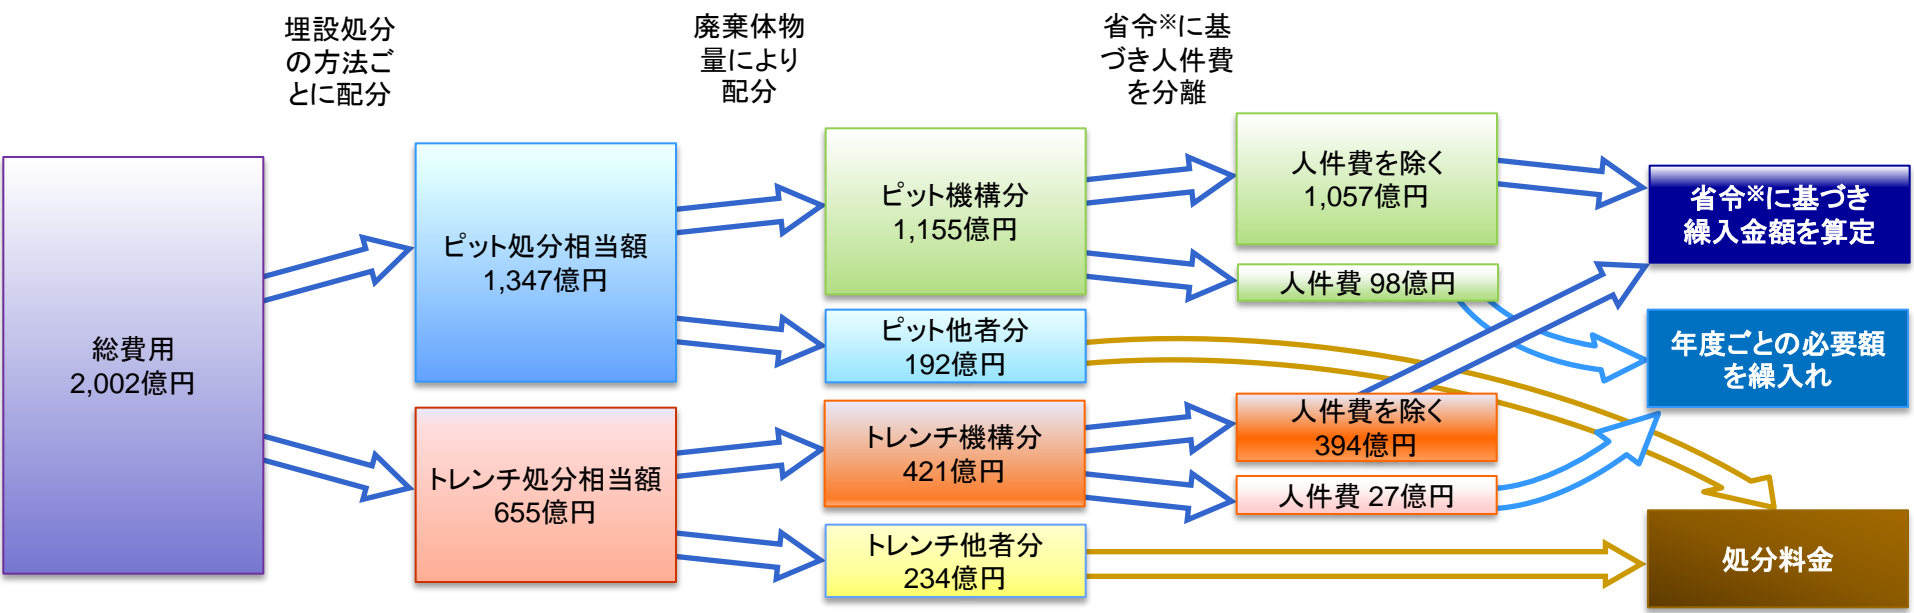 埋設処分
の方法ご
とに配分
廃棄体物
量により
配分
省令※に基
づき人件費
を分離
総費用
2,002億円
ピット処分相当額
1,347億円
トレンチ処分相当額
655億円
ピット機構分
1,155億円
ピット他者分
192億円
トレンチ機構分
421億円
トレンチ他者分
234億円
人件費を除く
1,057億円
人件費 98億円
人件費を除く
394億円
人件費 27億円
省令※に基づき
繰入金額を算定
年度ごとの必要額
を繰入れ
処分料金